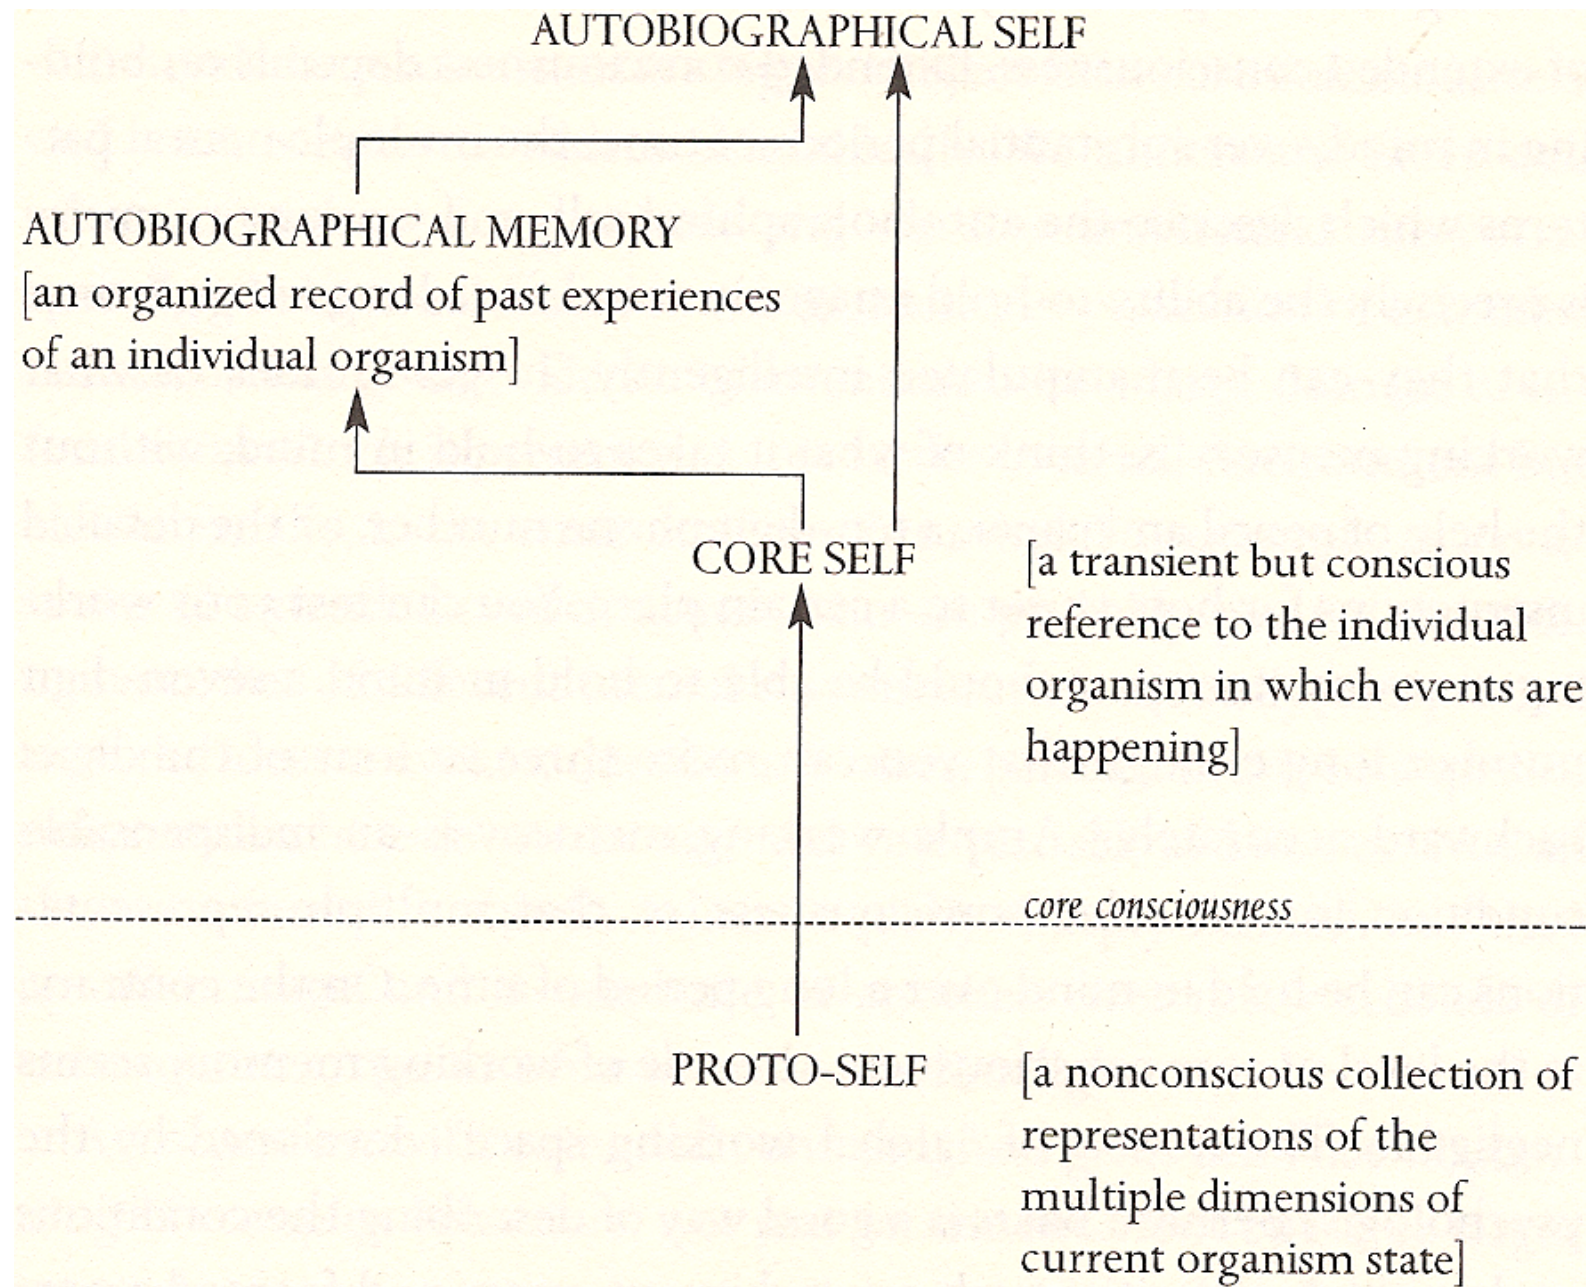 AUTOBIOGRAPHICAL SELF
AUTOBIOGRAPHICAL MEMORY
[an organized record of past experiences
of an individual organism]
CORE SELF
[a transient but conscious
reference to the individual
organism in which events are
happening]
core consciousness
PROTO-SELF
[a nonconscious collection of
representations of the
multiple dimensions of
current organism state]